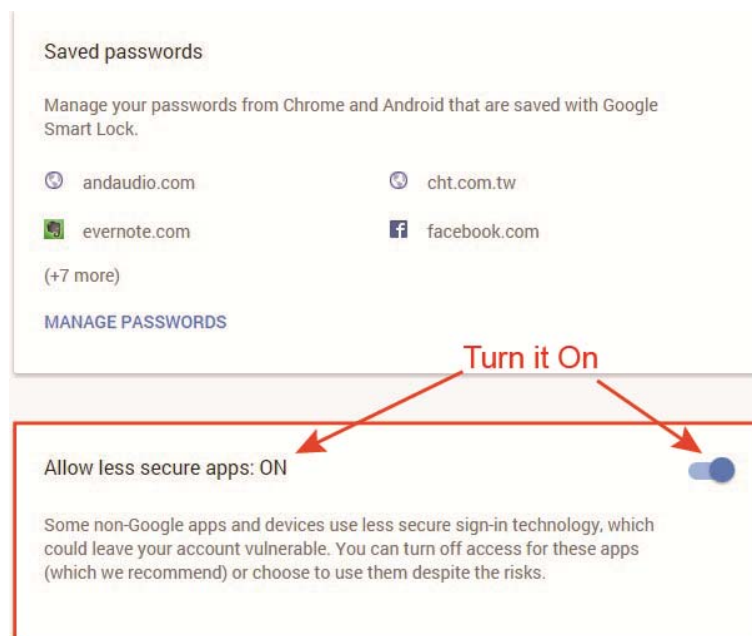 Saved passwords
Manage your passwords from Chrome and Android that are saved with Google
Smart Lock.
andaudio.com
cht.com.tw
evernote.com
facebook.com
(+7 more)
MANAGE PASSWORDS
Turn it On
Allow less secure apps: ON
Some non-Google apps and devices use less secure sign-in technology, which
could leave your account vulnerable. You can turn off access for these apps
(which we recommend) or choose to use them despite the risks.